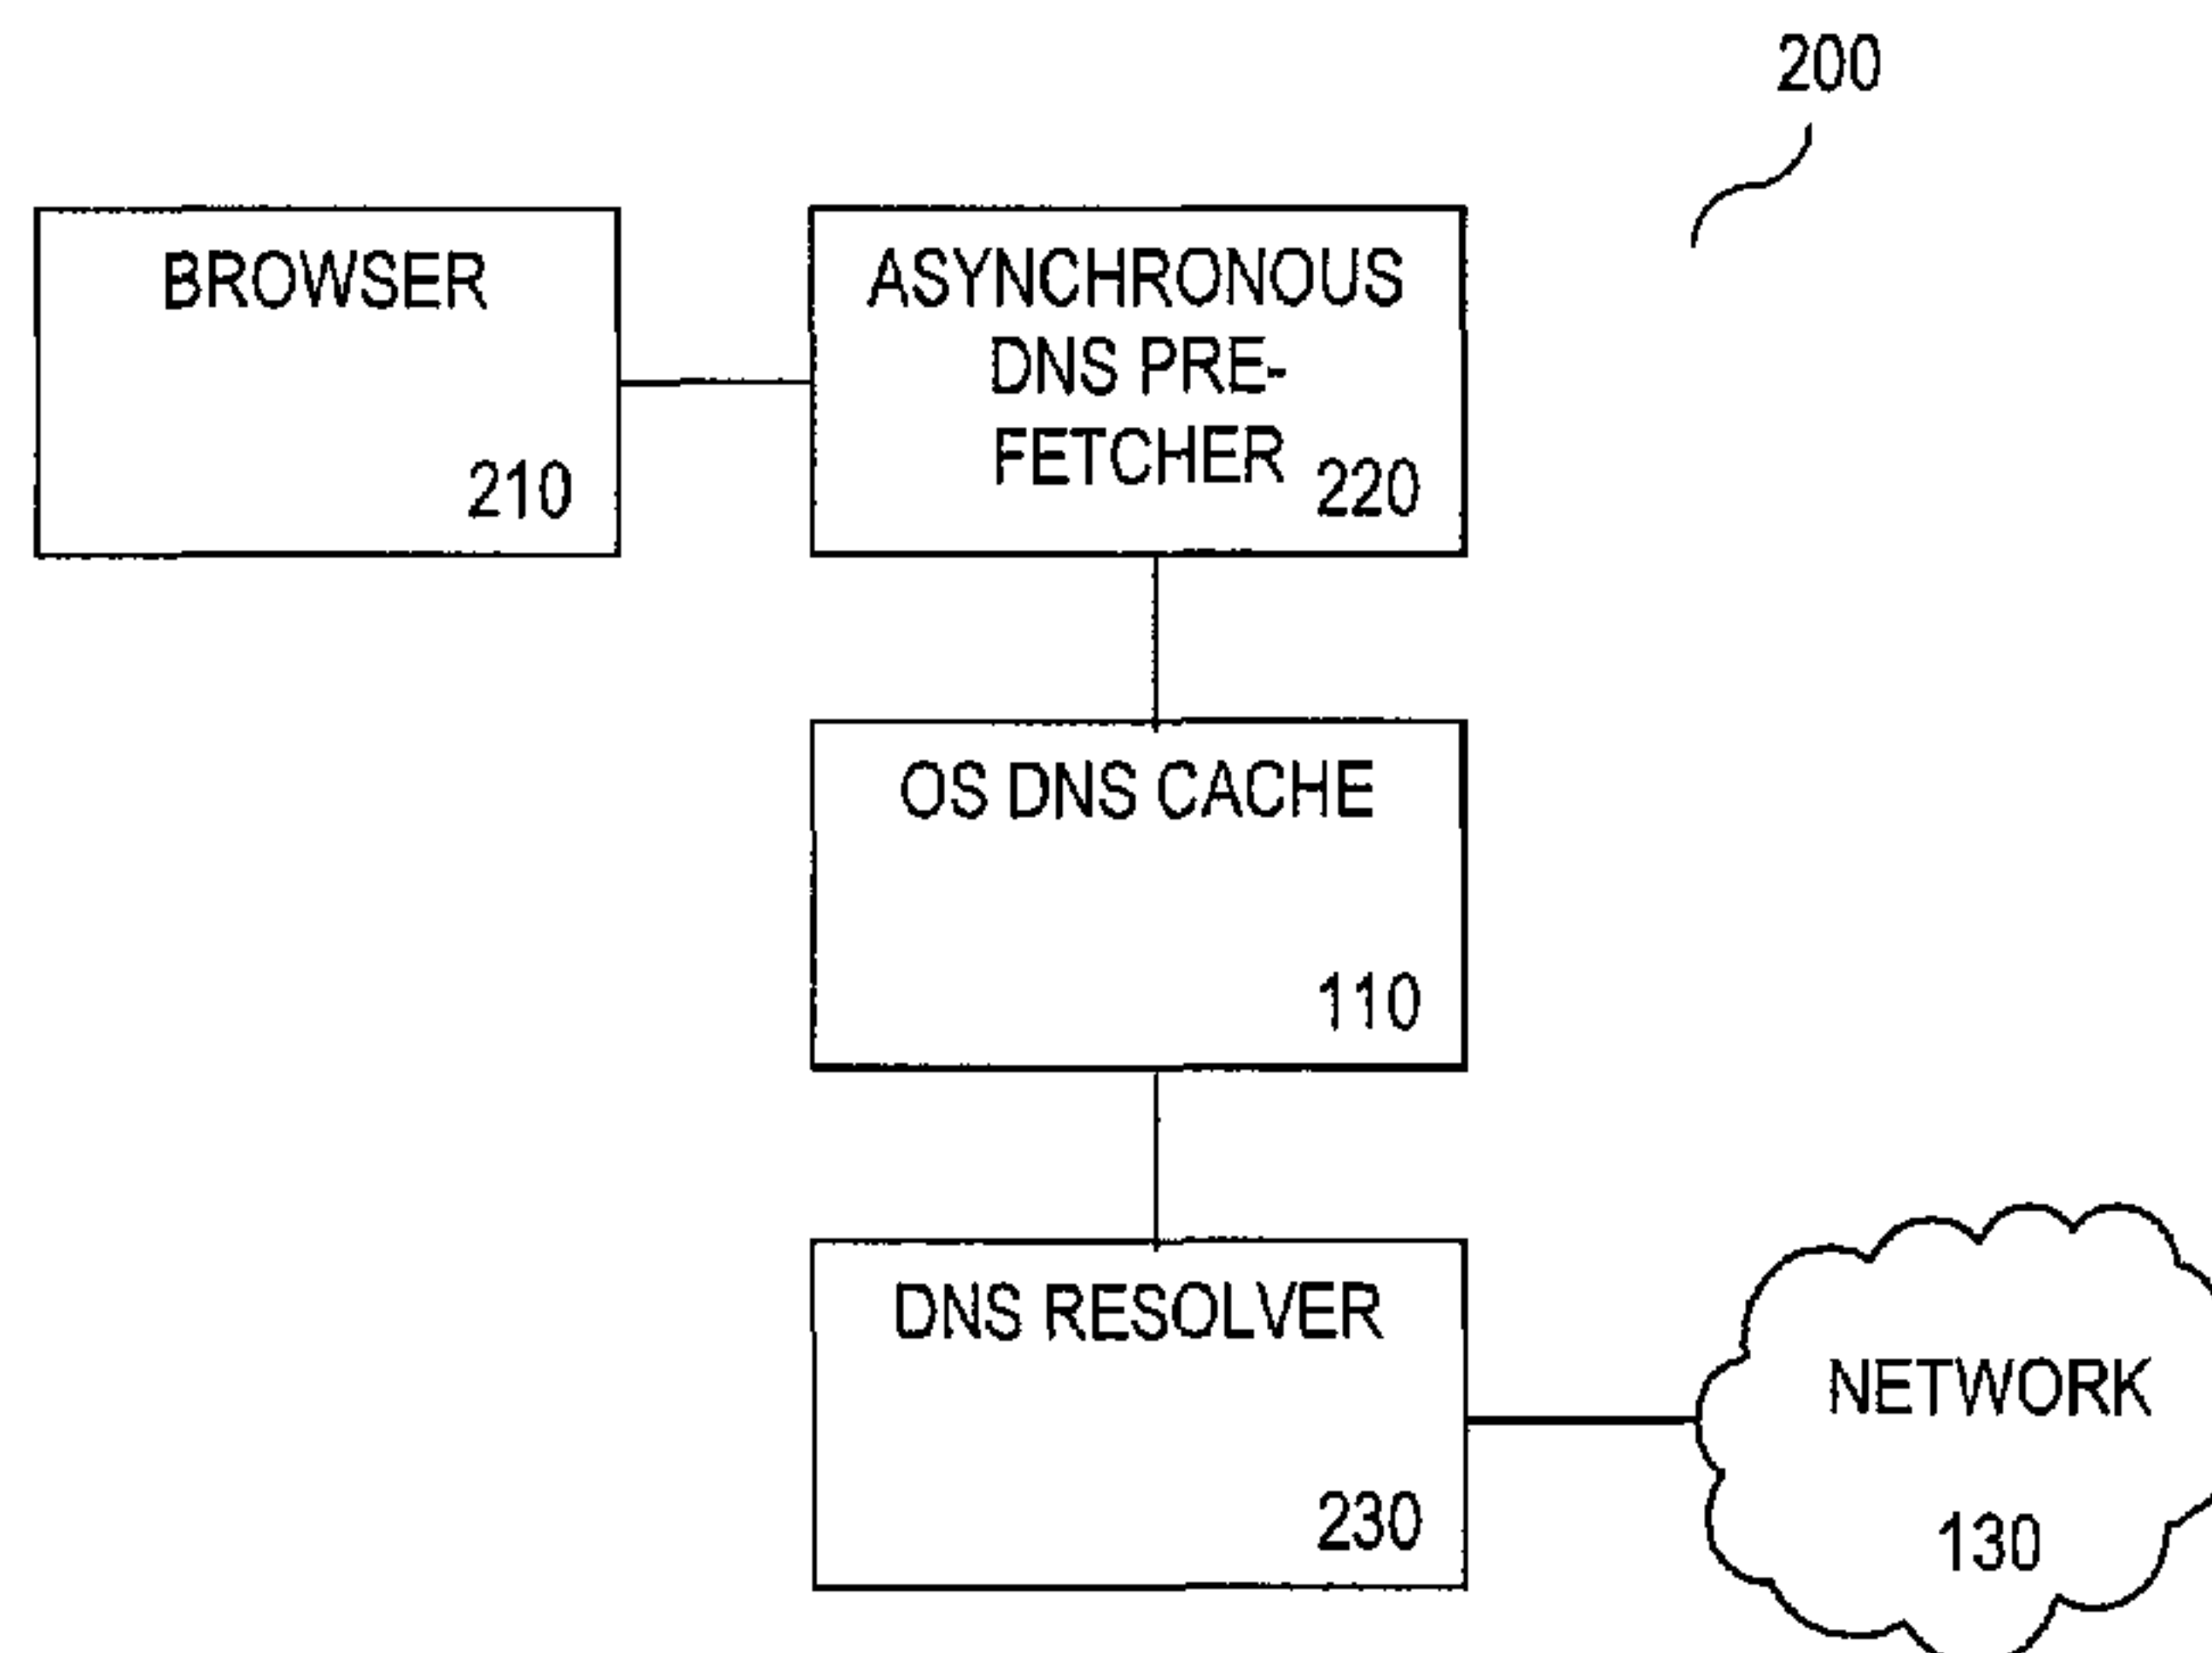 200
BROWSER
210
ASYNCHRONOUS
DNS PRE-
FETCHER
220
OS DNS CACHE
110
DNS RESOLVER
230
NETWORK
130